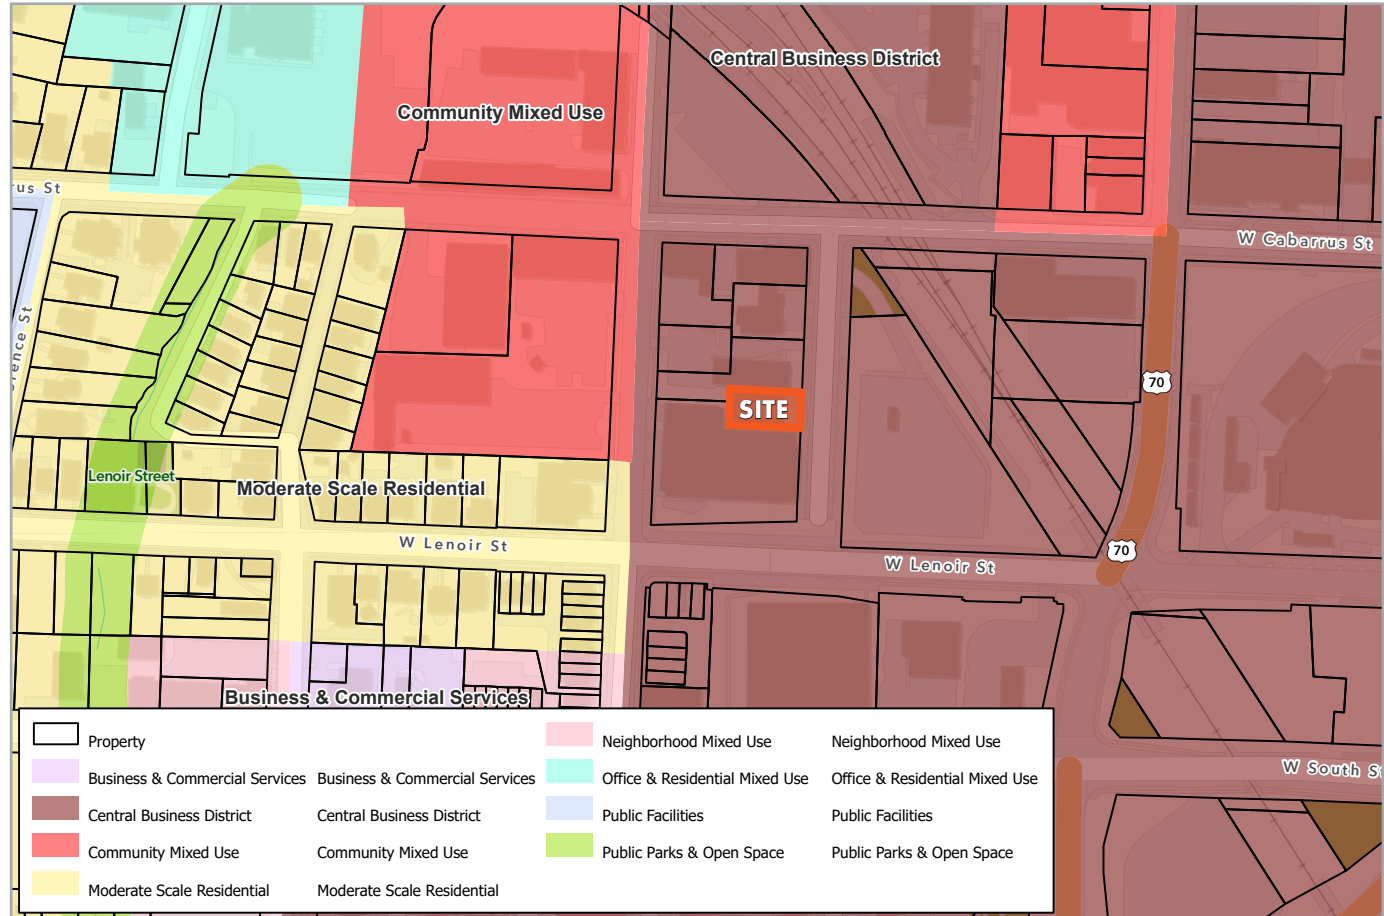 Central Business District
Community Mixed Use
rus St
W Cabarrus St
70
SITE
Lenoir Street
Moderate Scale Residential
W Lenoir St
70
W Lenoir St
Business & Commercial Services
Property
Neighborhood Mixed Use Neighborhood Mixed Use
Business & Commercial Services Business & Commercial Services
Office & Residential Mixed Use Office & Residential Mixed Use
Central Business District Central Business District
Public Facilities Public Facilities
Community Mixed Use Community Mixed Use
Public Parks & Open Space Public Parks & Open Space
Moderate Scale Residential Moderate Scale Residential
W South St